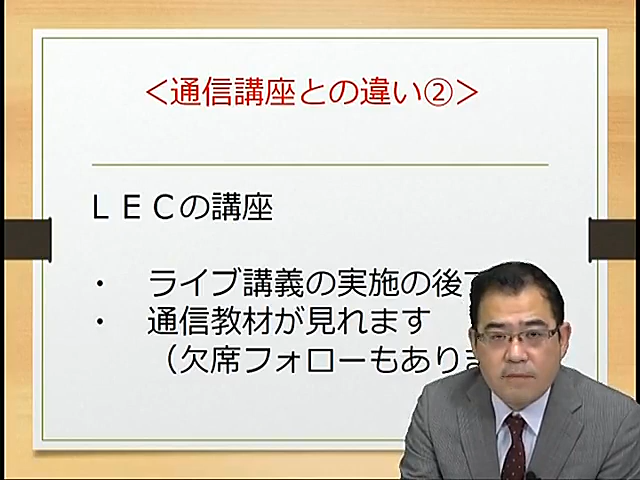 ＜通信講座との違い②＞
ＬＥＣの講座
・ ライブ講義の実施の後
・ 通信教材が見れます
（欠席フォローもあり